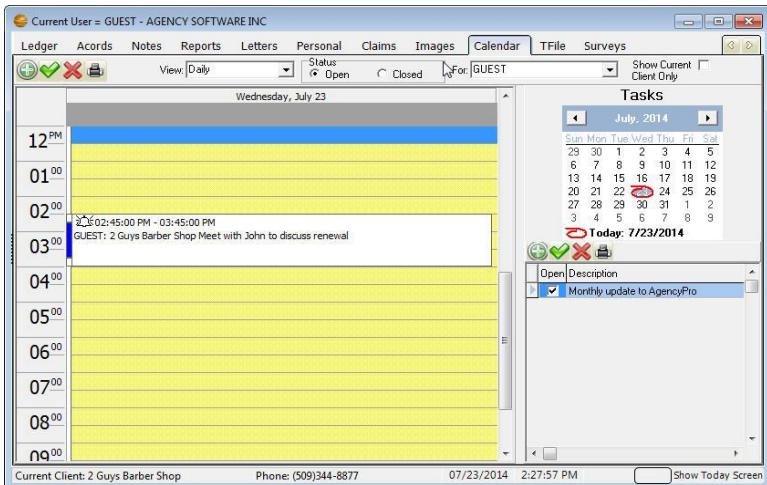 Current User = GUEST - AGENCY SOFTWARE INC
Ledger Acords Notes Reports Letters Personal Claims Images Calendar TFile Surveys
View: Daily Status Open Closed For: GUEST Show Current Client Only
Wednesday, July 23
12 PM
01 00
02 00
02:45:00 PM - 03:45:00 PM
GUEST: 2 Guys Barber Shop Meet with John to discuss renewal
03 00
04 00
05 00
06 00
07 00
08 00
09 00
Tasks
July, 2014
Sun Mon Tue Wed Thu Fri Sat
29 30 1 2 3 4 5
6 7 8 9 10 11 12
13 14 15 16 17 18 19
20 21 22 23 24 25 26
27 28 29 30 31 1 2
3 4 5 6 7 8 9
Today: 7/23/2014
Open Description
Monthly update to AgencyPro
Current Client: 2 Guys Barber Shop Phone: (509)344-8877 07/23/2014 2:27:57 PM Show Today Screen